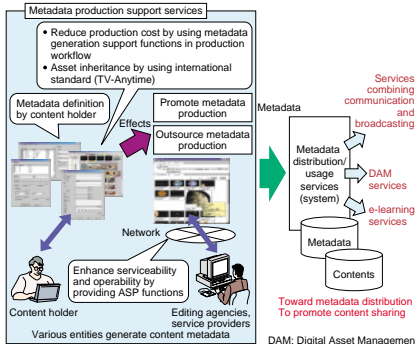 Metadata production support services
• Reduce production cost by using metadata
generation support functions in production
workflow
• Asset inheritance by using international
standard (TV-Anytime)
Metadata definition
by content holder
Effects
Promote metadata
production
Outsource metadata
production
Network
Enhance serviceability
and operability by
providing ASP functions
Content holder
Editing agencies,
service providers
Various entities generate content metadata
Metadata
Metadata
distribution/
usage
services
(system)
Metadata
Contents
Services
combining
communication
and
broadcasting
DAM
services
e-learning
services
Toward metadata distribution
To promote content sharing
DAM: Digital Asset Management